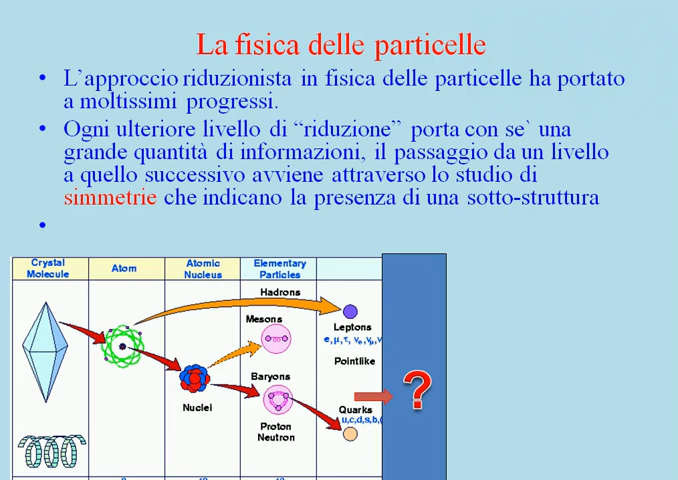 La fisica delle particelle
• L’approccio riduzionista in fisica delle particelle ha portato
a moltissimi progressi.
• Ogni ulteriore livello di “riduzione” porta con se` una
grande quantità di informazioni, il passaggio da un livello
a quello successivo avviene attraverso lo studio di
simmetrie che indicano la presenza di una sotto-struttura
•
Crystal
Molecule
Atom
Atomic
Nucleus
Elementary
Particles
Hadrons
Mesons
Leptons
e, μ, τ, νe, νμ, ν
Pointlike
Baryons
Nuclei
Quarks
u,c,d,s,b,(
Proton
Neutron
?